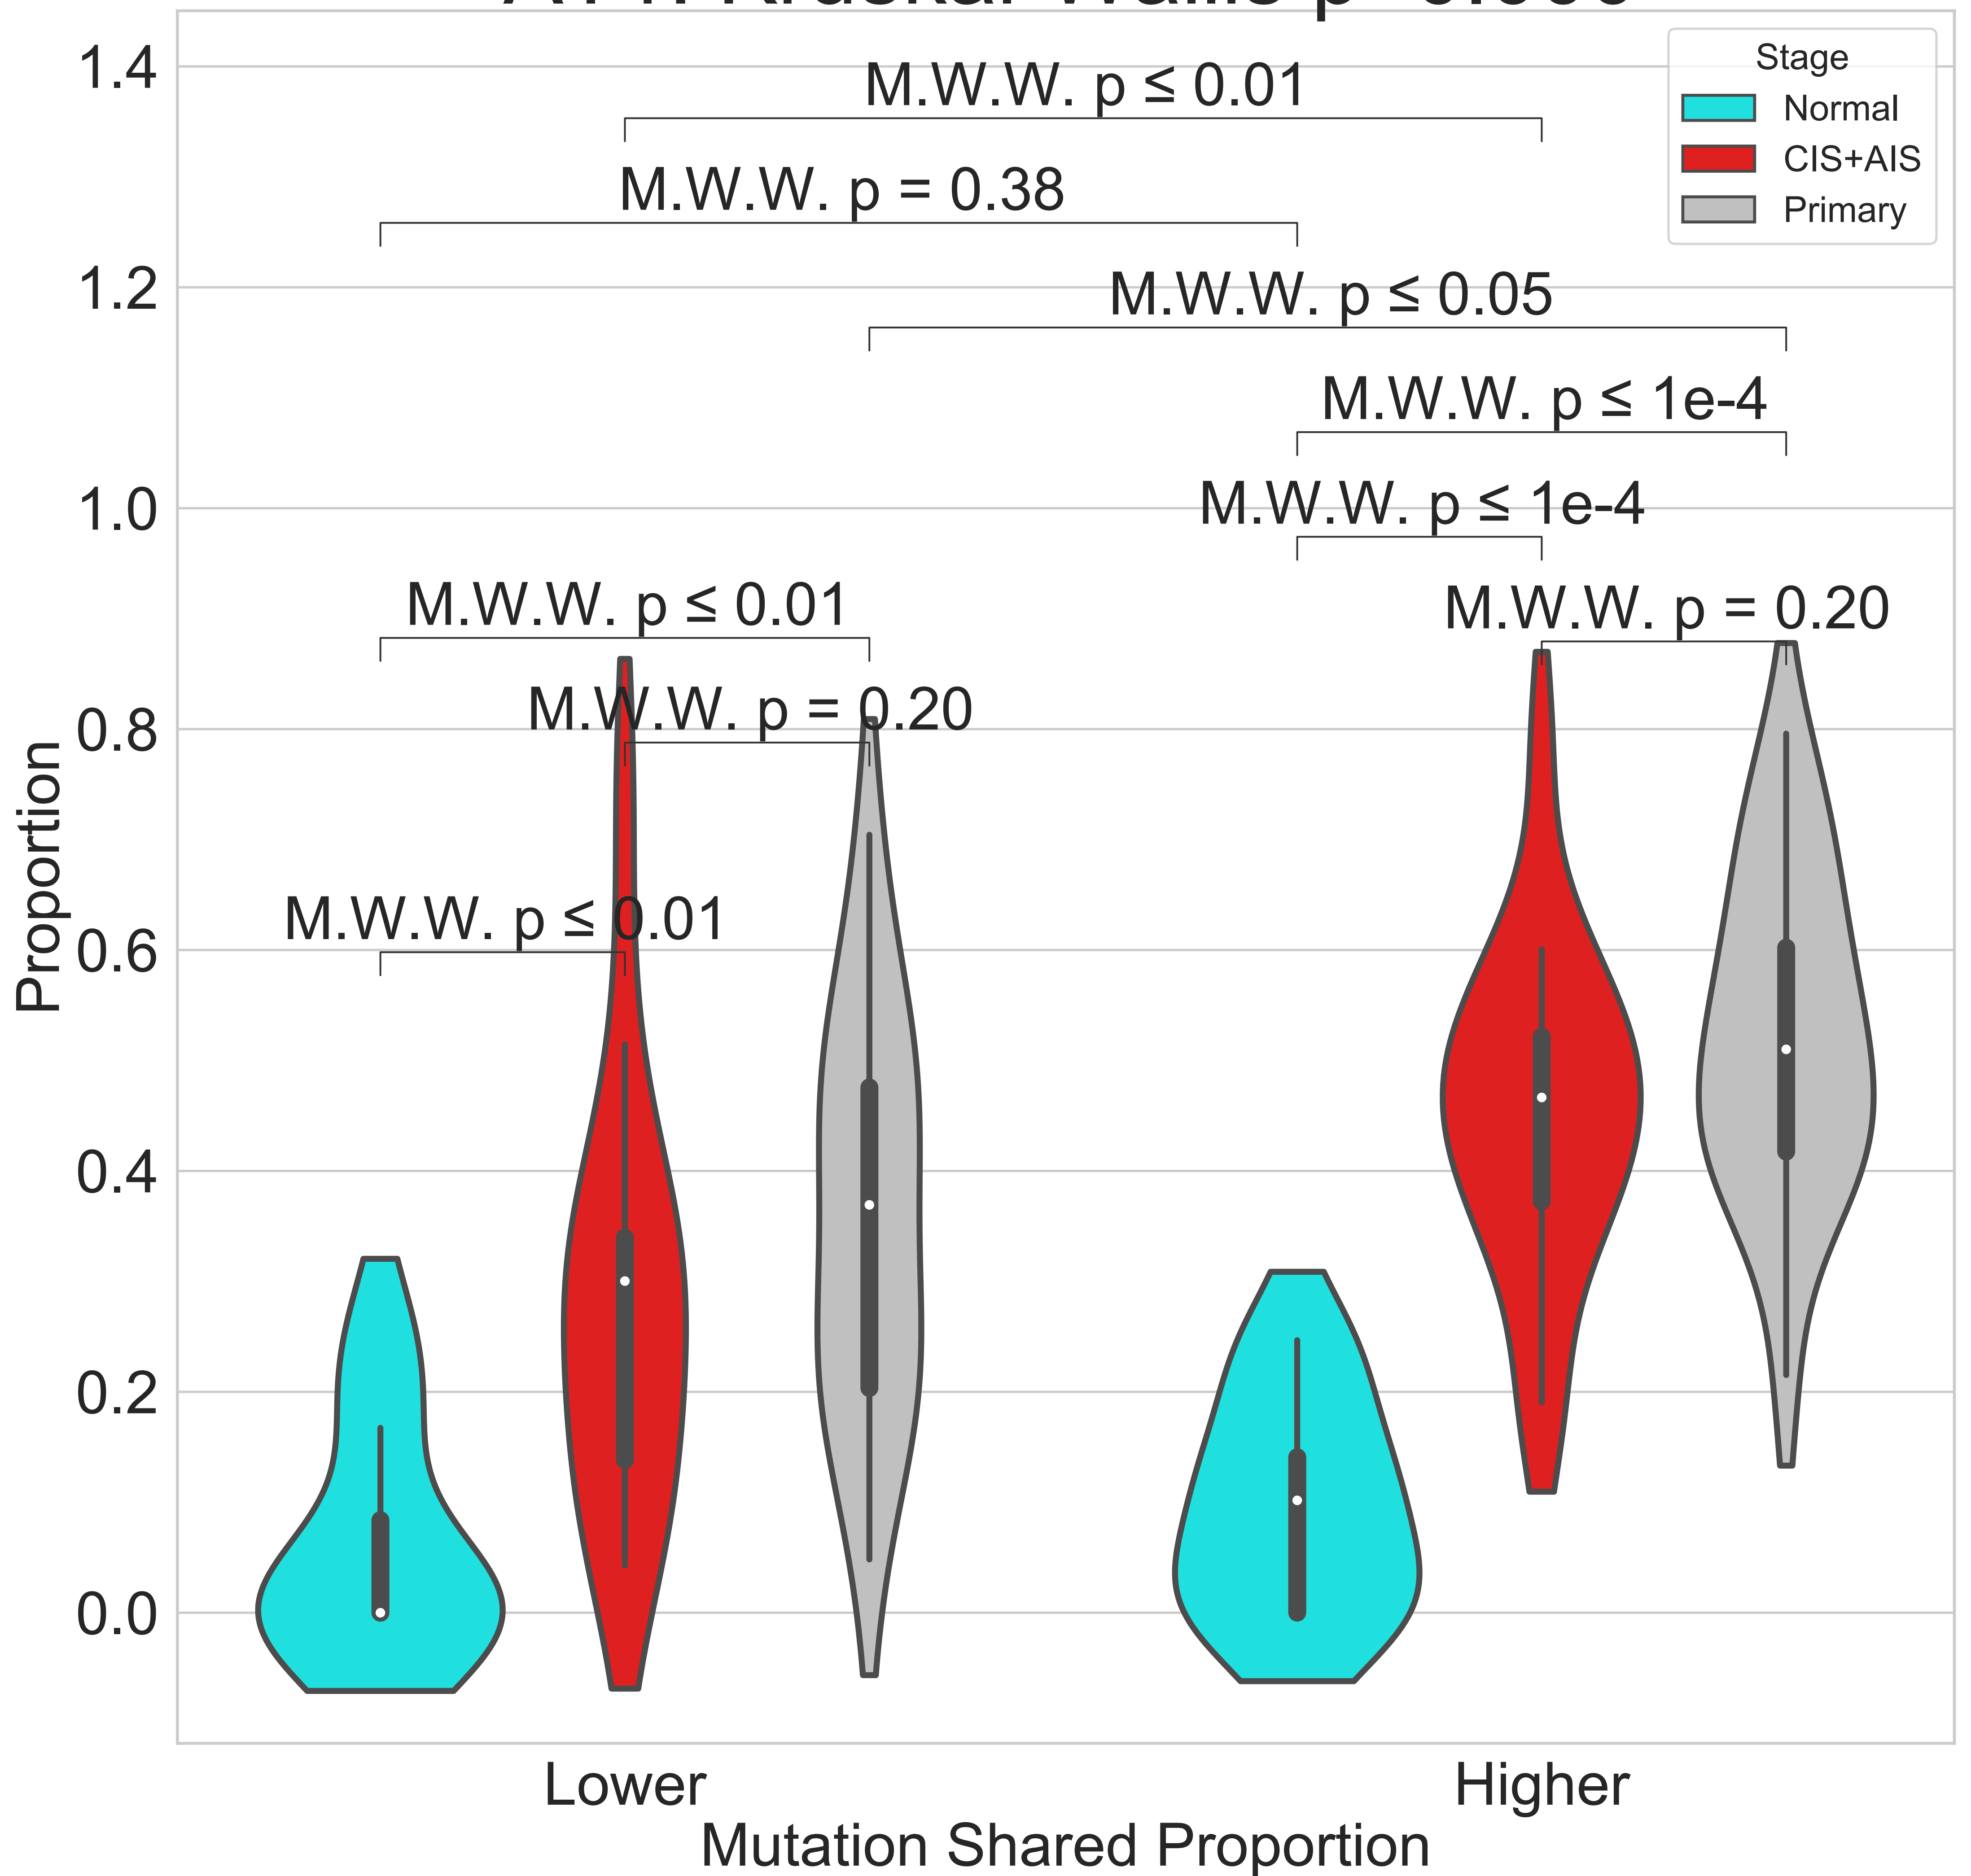 1.4
1.2
1.0
0.8
0.6
0.4
0.2
0.0
Proportion
M.W.W. p ≤ 0.01
M.W.W. p = 0.38
M.W.W. p ≤ 0.05
M.W.W. p ≤ 1e-4
M.W.W. p ≤ 1e-4
M.W.W. p ≤ 0.01
M.W.W. p = 0.20
M.W.W. p = 0.20
M.W.W. p ≤ 0.01
Stage
Normal
CIS+AIS
Primary
Lower
Higher
Mutation Shared Proportion